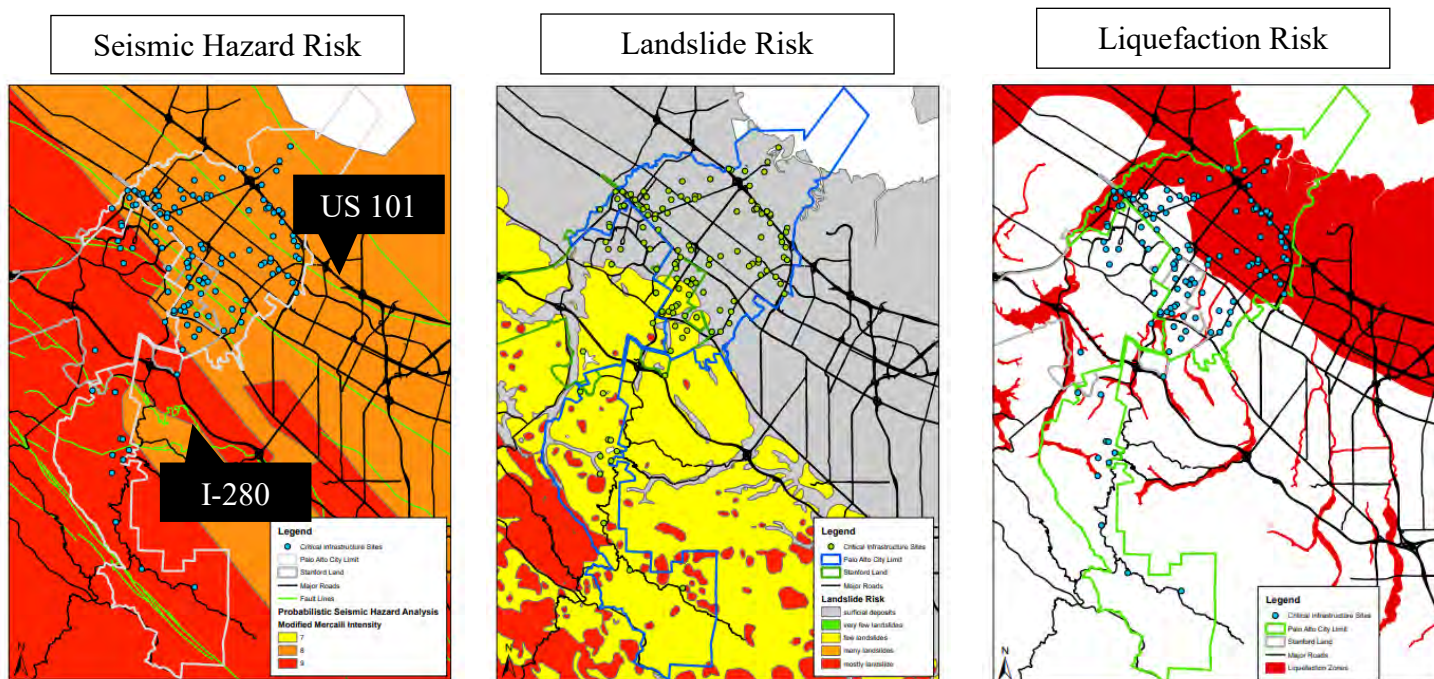 Seismic Hazard Risk
US 101
I-280
Legend
Critical Infrastructure Sites
Palo Alto City Limit
Stanford Land
Major Roads
Fault Lines
Probabilistic Seismic Hazard Analysis
Modified Mercalli Intensity
7
8
9
N
Landslide Risk
Legend
Critical Infrastructure Sites
Palo Alto City Limit
Stanford Land
Major Roads
Landslide Risk
surficial deposits
very few landslides
few landslides
many landslides
mostly landslide
N
Liquefaction Risk
Legend
Critical Infrastructure Sites
Palo Alto City Limit
Stanford Land
Major Roads
Liquefaction Zones
N